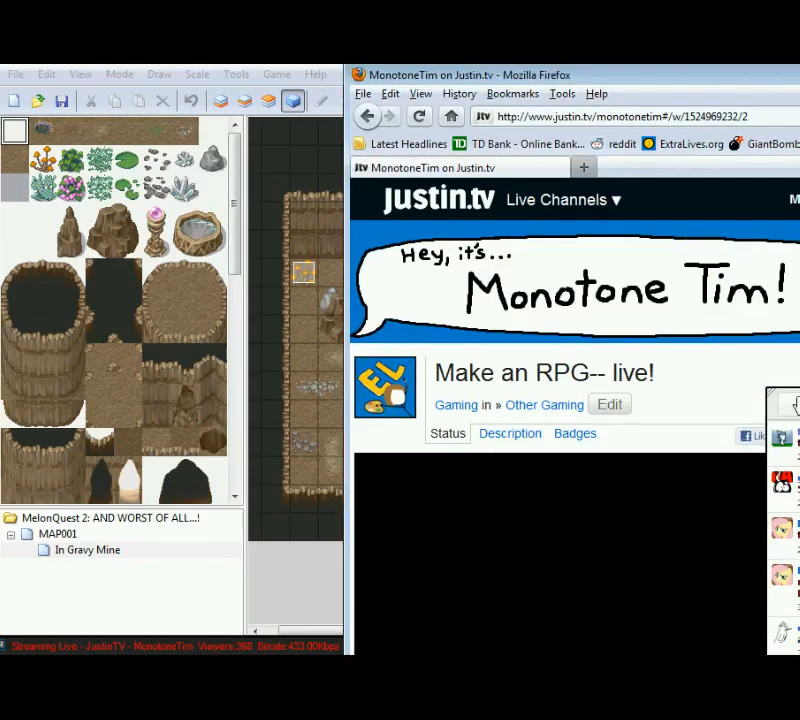 File Edit View Mode Draw Scale Tools Game Help
MelonQuest 2: AND WORST OF ALL...!
MAP001
In Gravy Mine
Streaming Live - JustinTV - MonotoneTim Viewers:368 Bitrate:433.00Kbps
MonotoneTim on Justin.tv - Mozilla Firefox
File Edit View History Bookmarks Tools Help
http://www.justin.tv/monotonetim#/w/1524969232/2
Latest Headlines TD Bank - Online Bank... reddit ExtraLives.org GiantBomb
jtv MonotoneTim on Justin.tv
justin.tv Live Channels ▼
Hey, it's...
Monotone Tim!
EL
Make an RPG-- live!
Gaming in » Other Gaming Edit
Status Description Badges